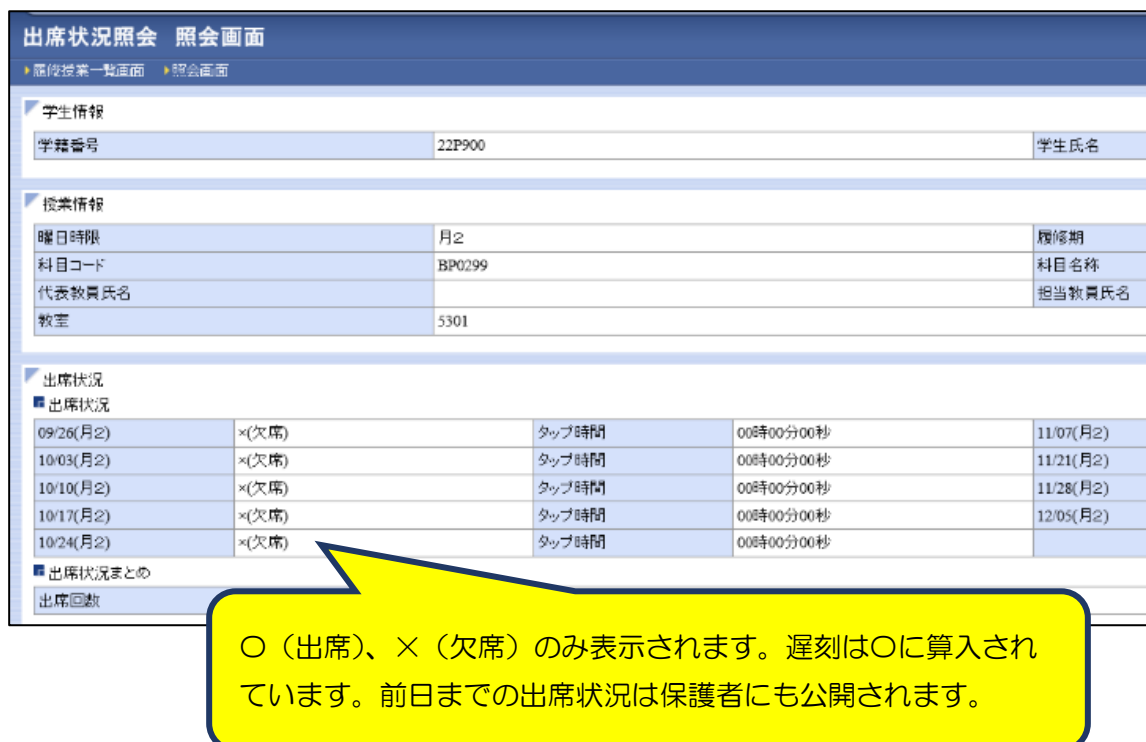 出席状況照会 照会画面
履修授業一覧画面 照会画面
学生情報
学籍番号 22P900 学生氏名
授業情報
曜日時限 月2 履修期
科目コード BP0299 科目名称
代表教員氏名 担当教員氏名
教室 5301
出席状況
出席状況
09/26(月2) ×(欠席) タップ時間 00時00分00秒 11/07(月2)
10/03(月2) ×(欠席) タップ時間 00時00分00秒 11/21(月2)
10/10(月2) ×(欠席) タップ時間 00時00分00秒 11/28(月2)
10/17(月2) ×(欠席) タップ時間 00時00分00秒 12/05(月2)
10/24(月2) ×(欠席) タップ時間 00時00分00秒
出席状況まとめ
出席回数
〇（出席）、×（欠席）のみ表示されます。遅刻は〇に算入され
ています。前日までの出席状況は保護者にも公開されます。